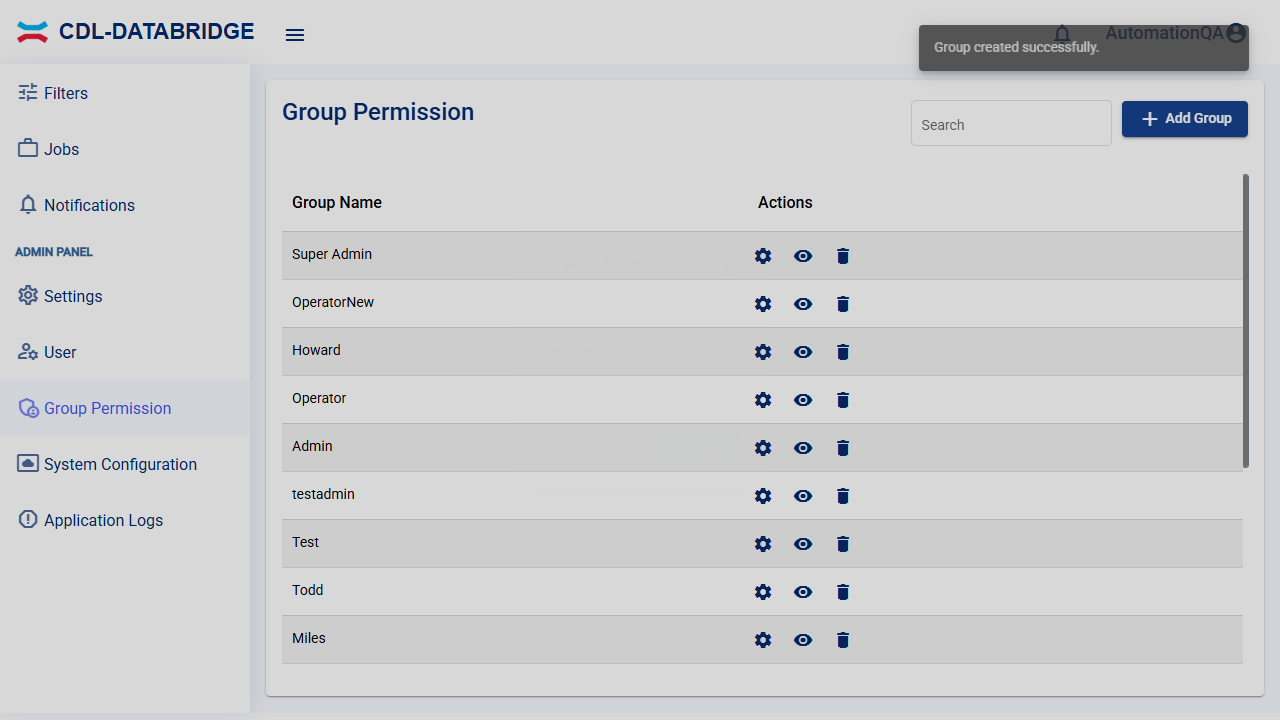 CDL-DATABRIDGE
AutomationQA
Group created successfully.
Filters
Jobs
Notifications
ADMIN PANEL
Settings
User
Group Permission
System Configuration
Application Logs
Group Permission
Search
Add Group
Group Name Actions
Super Admin
OperatorNew
Howard
Operator
Admin
testadmin
Test
Todd
Miles